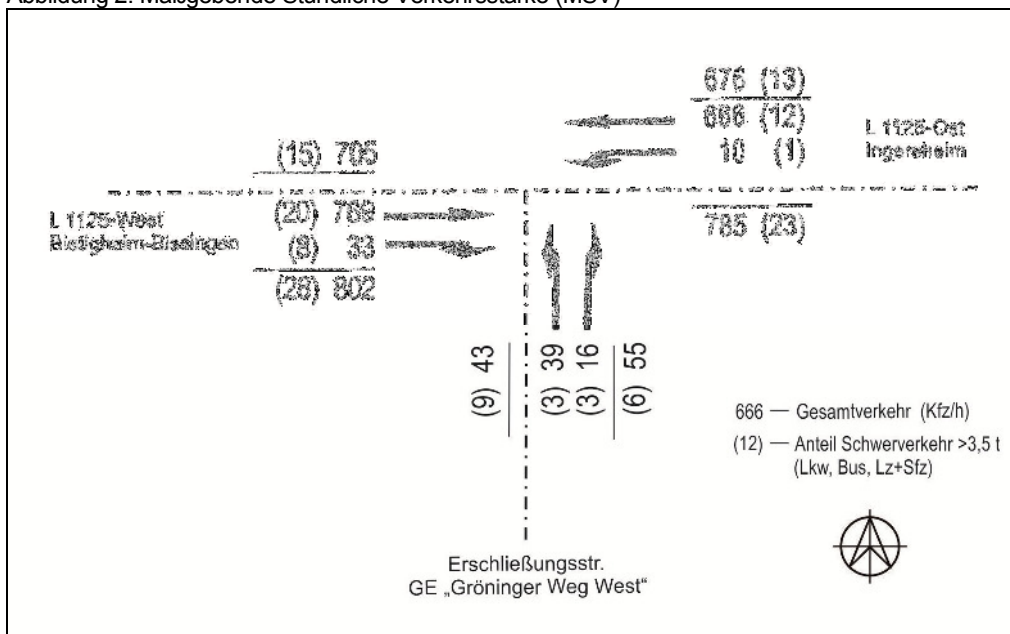 Abbildung 2: Maßgebende Stündliche Verkehrsstärke (MSV)
676 (13)
666 (12)
10 (1)
L 1125-Ost
Ingersheim
(15) 705
L 1125-West
Bietigheim-Bissingen
(20) 769
(8) 33
(28) 802
785 (23)
(9) 43
(3) 39
(3) 16
(6) 55
666 — Gesamtverkehr (Kfz/h)
(12) — Anteil Schwerverkehr >3,5 t
(Lkw, Bus, Lz+Sfz)
Erschließungsstr.
GE „Gröninger Weg West“